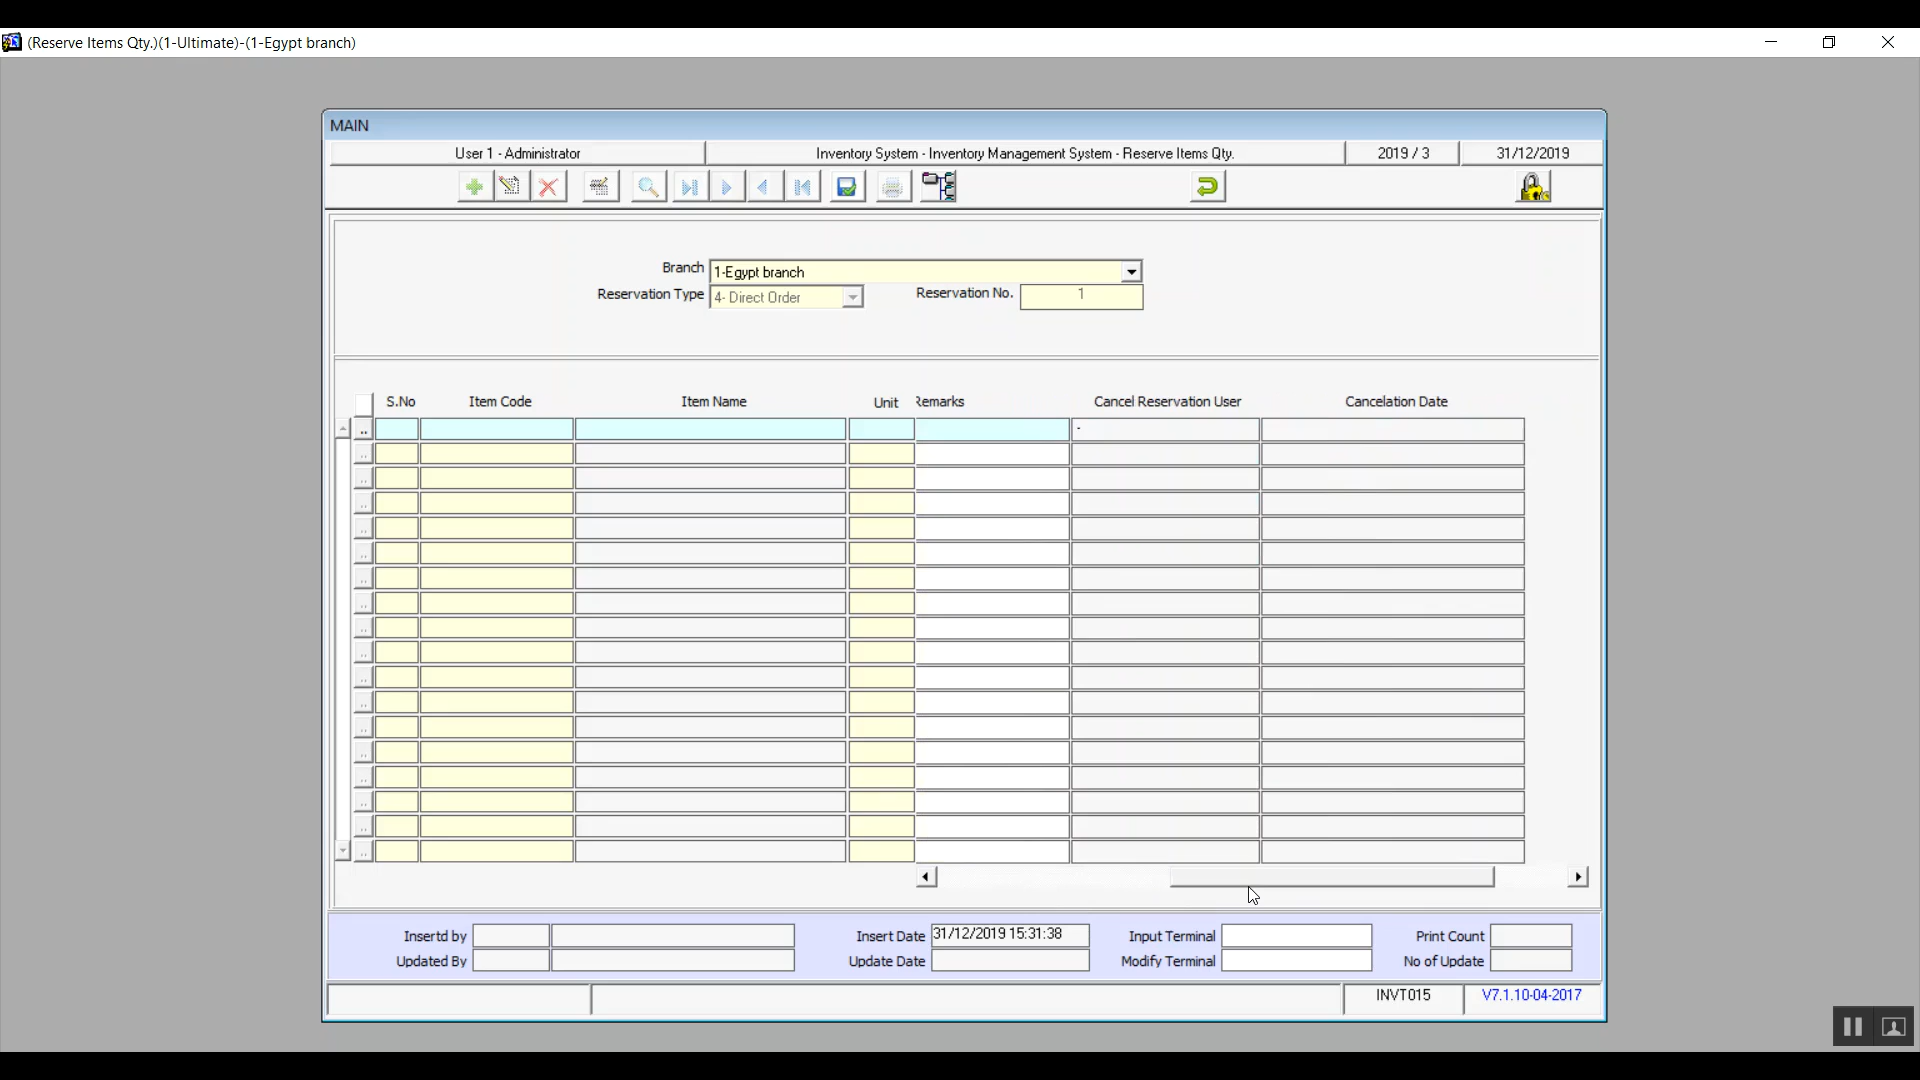 (Reserve Items Qty.)(1-Ultimate)-(1-Egypt branch)
MAIN
User 1 - Administrator
Inventory System - Inventory Management System - Reserve Items Qty.
2019 / 3
31/12/2019
Branch
1-Egypt branch
Reservation Type
4- Direct Order
Reservation No.
1
S.No
Item Code
Item Name
Unit
Remarks
Cancel Reservation User
Cancelation Date
-
Insertd by
Insert Date
31/12/2019 15:31:38
Input Terminal
Print Count
Updated By
Update Date
Modify Terminal
No of Update
INVT015
V7.1.10-04-2017